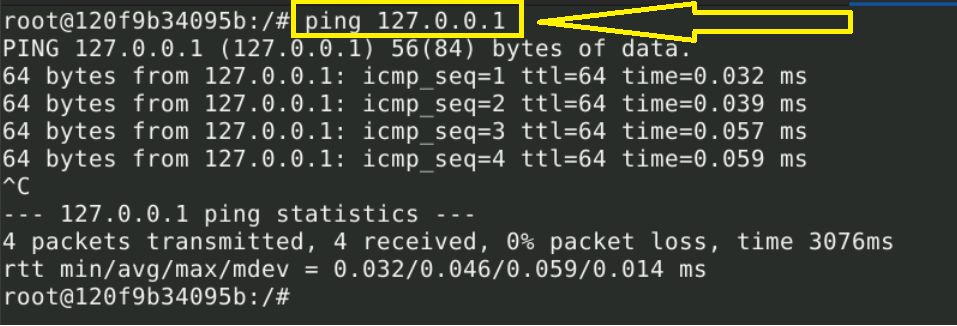 root@120f9b34095b:/# ping 127.0.0.1
PING 127.0.0.1 (127.0.0.1) 56(84) bytes of data.
64 bytes from 127.0.0.1: icmp_seq=1 ttl=64 time=0.032 ms
64 bytes from 127.0.0.1: icmp_seq=2 ttl=64 time=0.039 ms
64 bytes from 127.0.0.1: icmp_seq=3 ttl=64 time=0.057 ms
64 bytes from 127.0.0.1: icmp_seq=4 ttl=64 time=0.059 ms
^C
--- 127.0.0.1 ping statistics ---
4 packets transmitted, 4 received, 0% packet loss, time 3076ms
rtt min/avg/max/mdev = 0.032/0.046/0.059/0.014 ms
root@120f9b34095b:/#